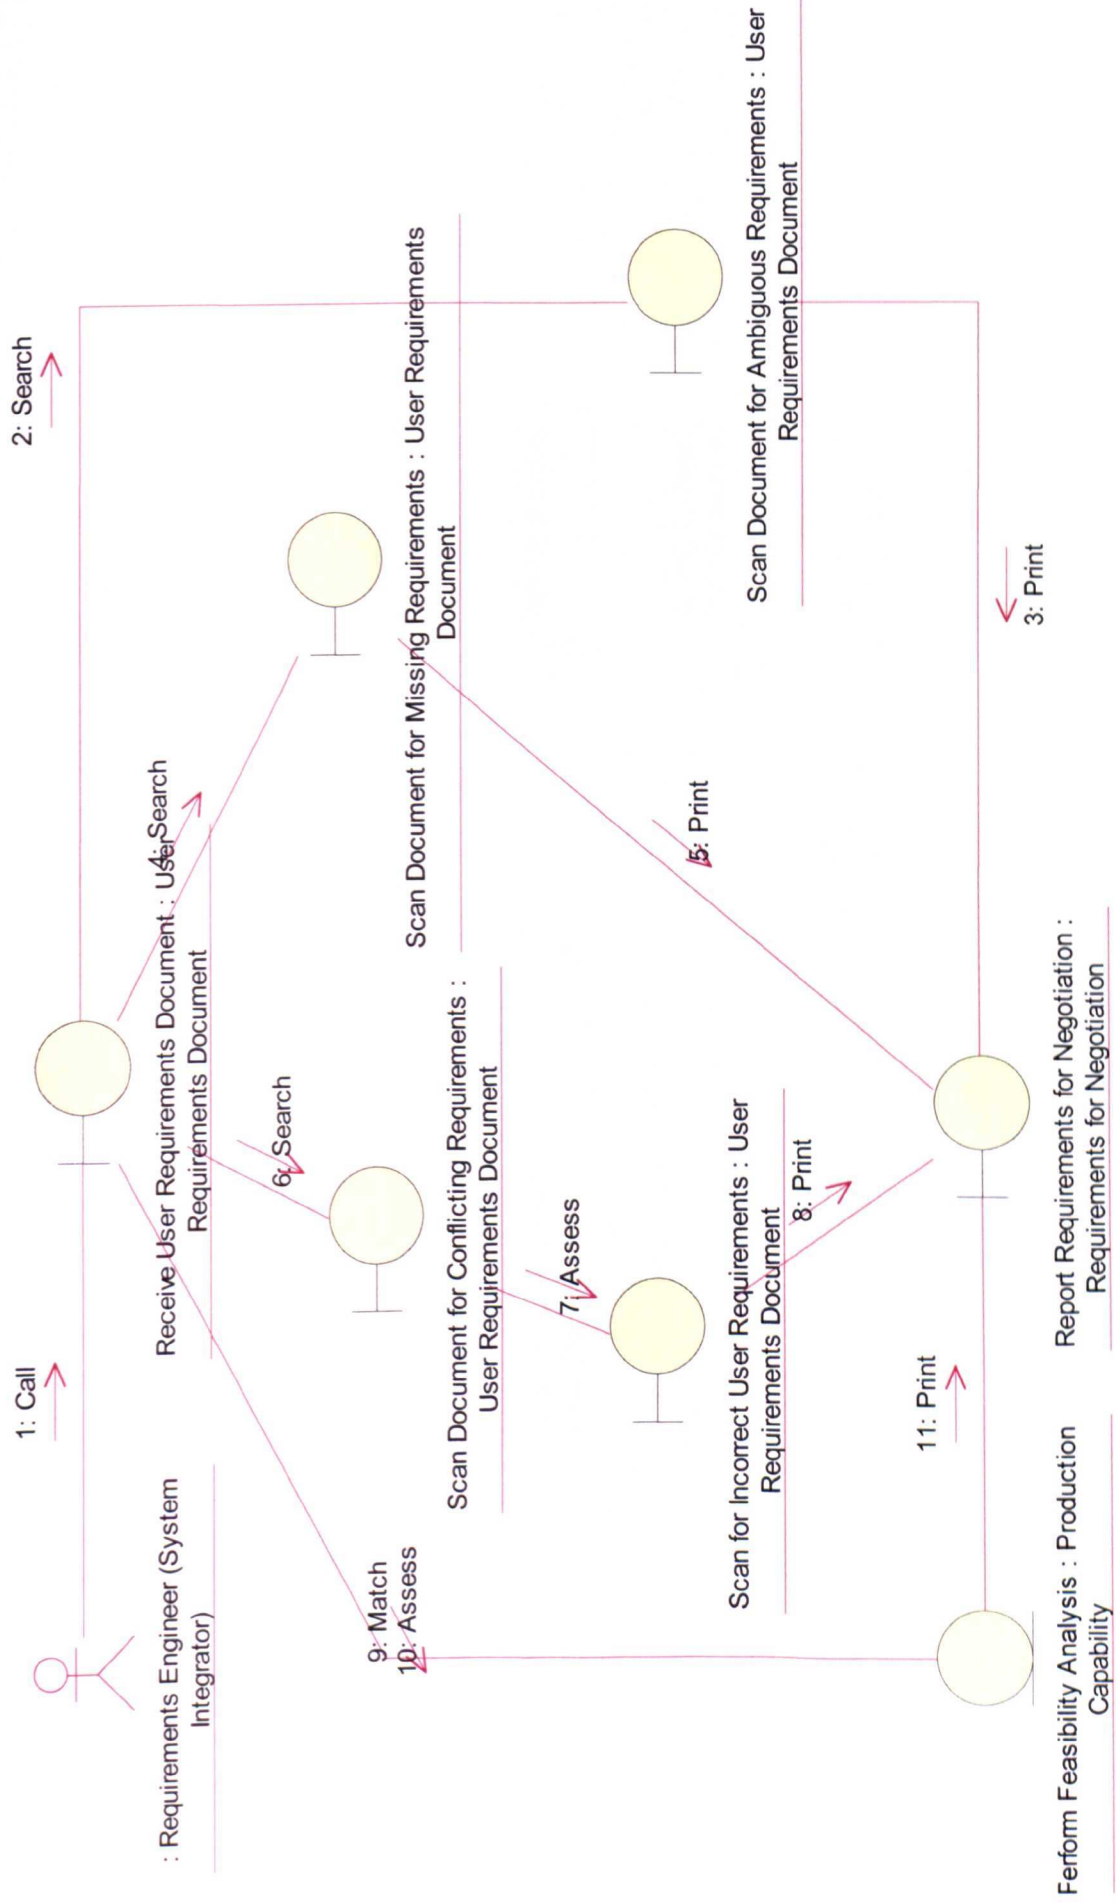 1: Call
2: Search
: Requirements Engineer (System
Integrator)
Receive User Requirements Document : User
Requirements Document
4: Search
6: Search
9: Match
10: Assess
Scan Document for Missing Requirements : User Requirements
Document
Scan Document for Conflicting Requirements :
User Requirements Document
7: Assess
5: Print
Scan Document for Ambiguous Requirements : User
Requirements Document
Scan for Incorrect User Requirements : User
Requirements Document
8: Print
11: Print
3: Print
Ferform Feasibility Analysis : Production
Capability
Report Requirements for Negotiation :
Requirements for Negotiation